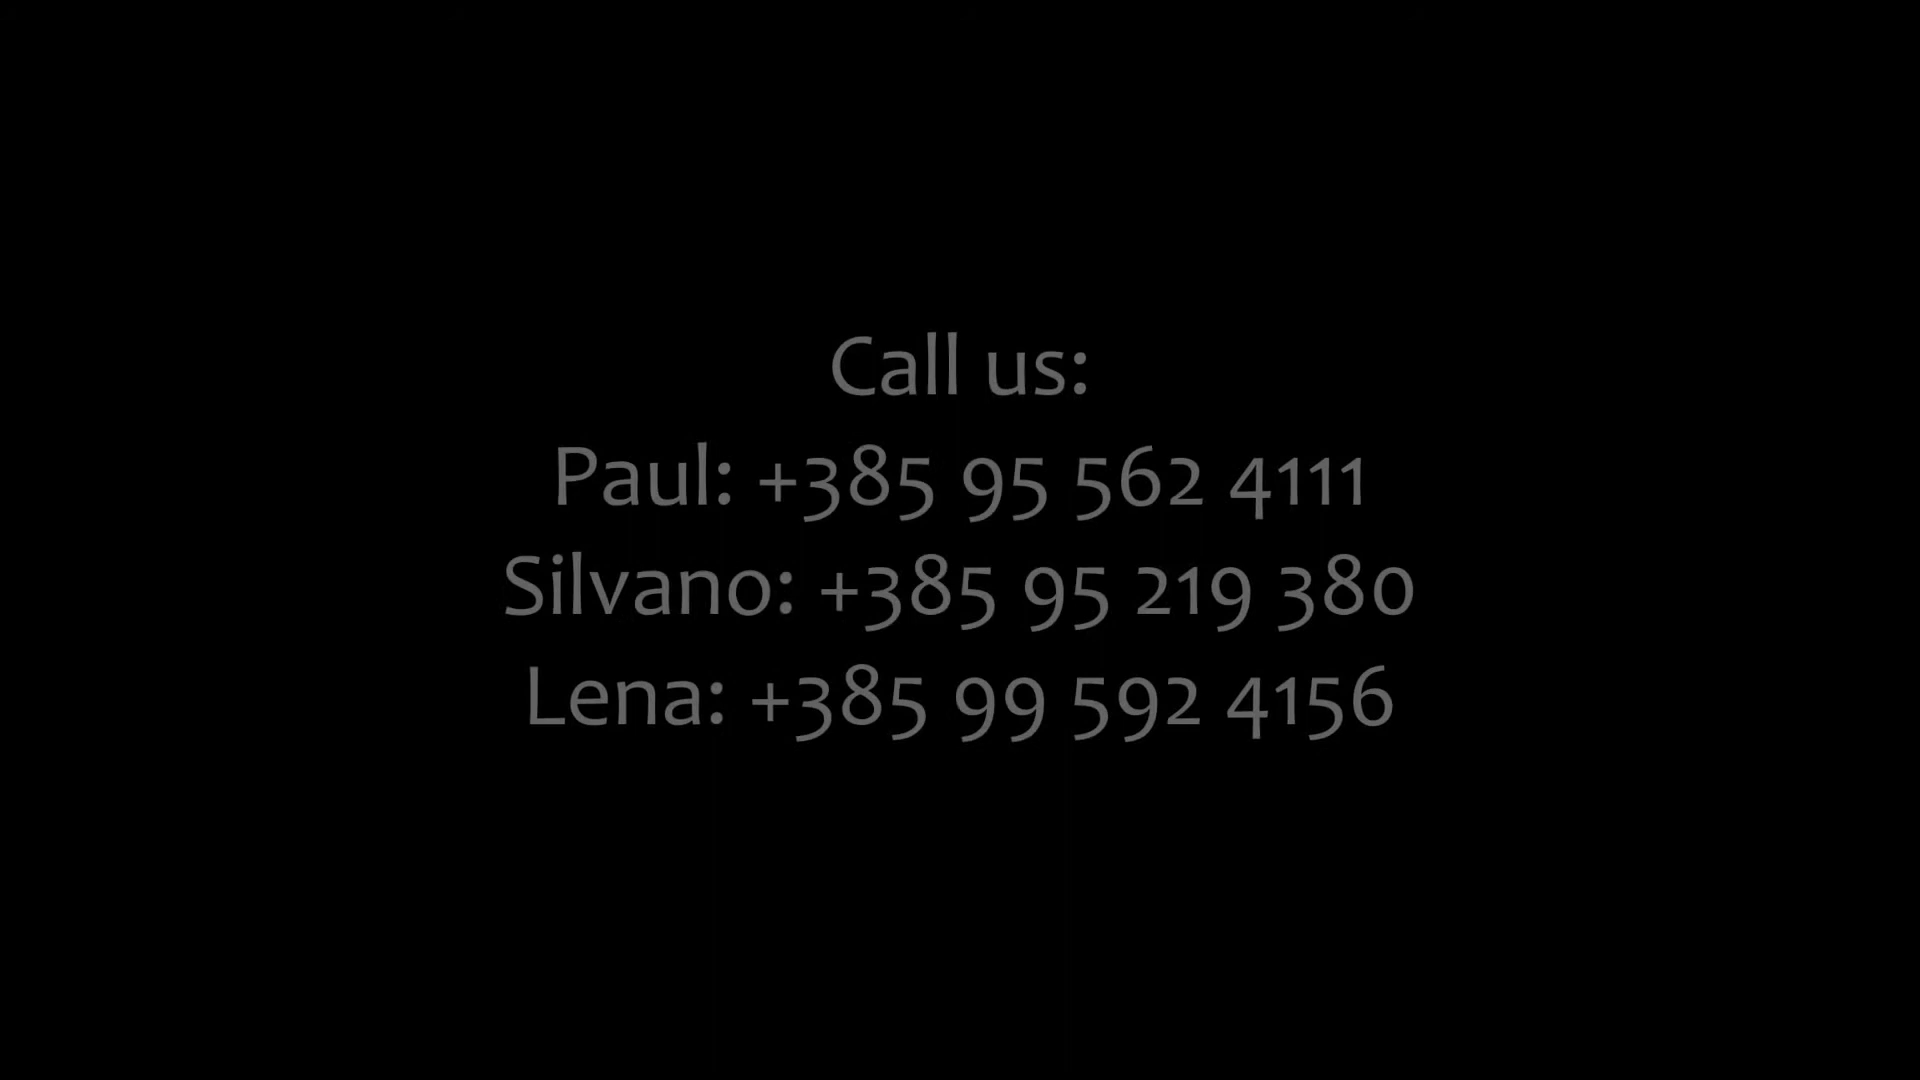 Call us:
Paul: +385 95 562 4111
Silvano: +385 95 219 380
Lena: +385 99 592 4156